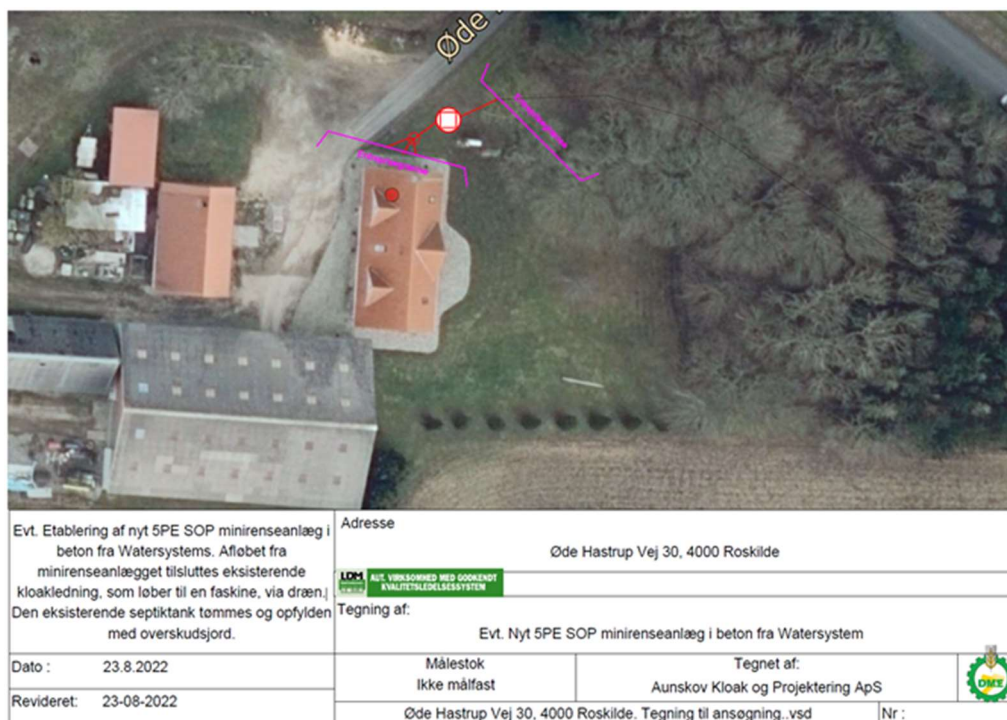 Øde
Evt. Etablering af nyt 5PE SOP minirenseanlæg i
beton fra Watersystems. Afløbet fra
minirenseanlægget tilsluttes eksisterende
kloakledning, som løber til en faskine, via dræn.
Den eksisterende septiktank tømmes og opfylden
med overskudsjord.
Dato : 23.8.2022
Revideret: 23-08-2022
Adresse
Øde Hastrup Vej 30, 4000 Roskilde
LDM
AUT. VIRKSOMHED MED GODKENDT
KVALITETSLEDELSESSYSTEM
Tegning af:
Evt. Nyt 5PE SOP minirenseanlæg i beton fra Watersystem
Målestok
Ikke målfast
Tegnet af:
Aunskov Kloak og Projektering ApS
DME
Øde Hastrup Vej 30, 4000 Roskilde. Tegning til ansøgning..vsd
Nr :